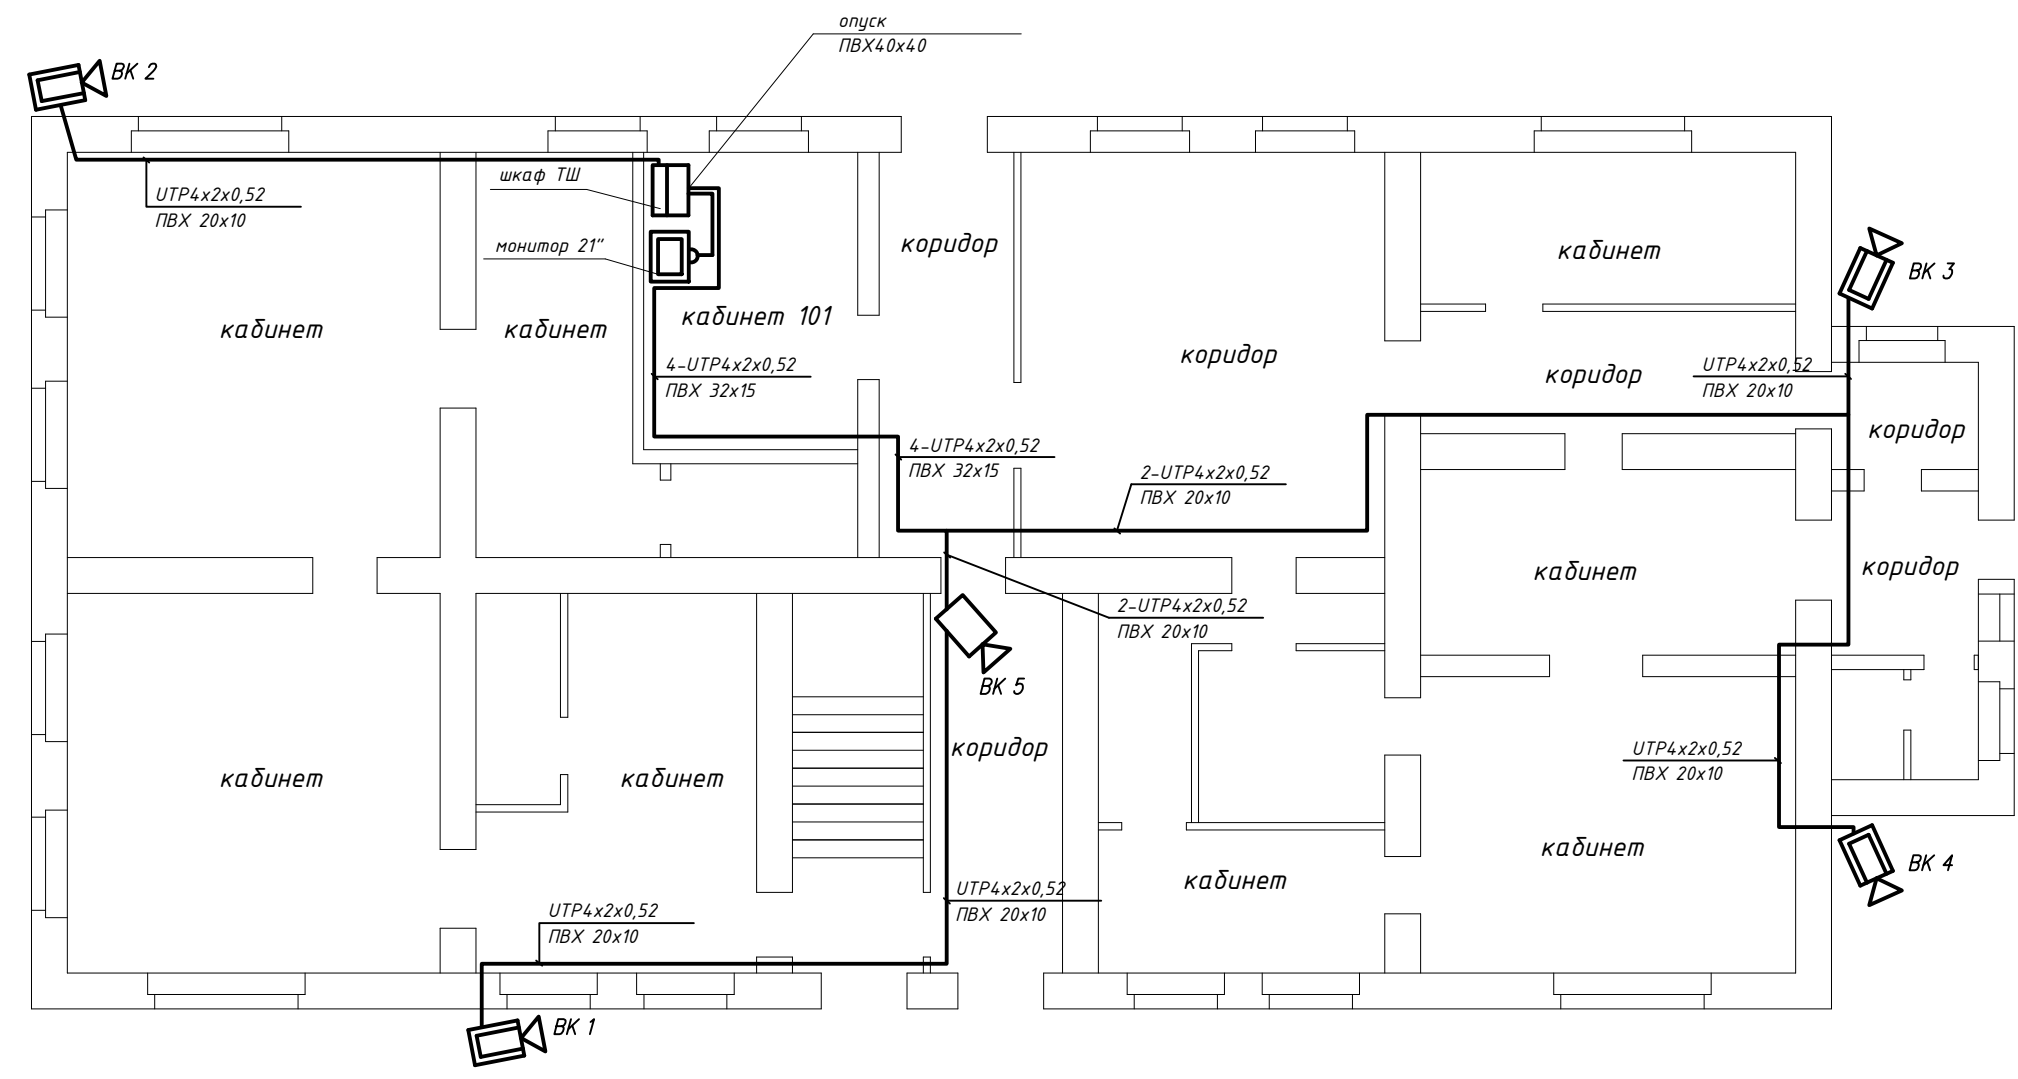 опуск
ПВХ40х40
ВК 2
шкаф ТШ
UTP4x2x0,52
ПВХ 20х10
монитор 21"
коридор
кабинет
ВК 3
кабинет
кабинет
кабинет 101
коридор
4-UTP4x2x0,52
ПВХ 32х15
коридор
UTP4x2x0,52
ПВХ 20х10
коридор
4-UTP4x2x0,52
ПВХ 32х15
2-UTP4x2x0,52
ПВХ 20х10
кабинет
коридор
2-UTP4x2x0,52
ПВХ 20х10
ВК 5
коридор
UTP4x2x0,52
ПВХ 20х10
кабинет
кабинет
кабинет
ВК 4
кабинет
UTP4x2x0,52
ПВХ 20х10
UTP4x2x0,52
ПВХ 20х10
ВК 1